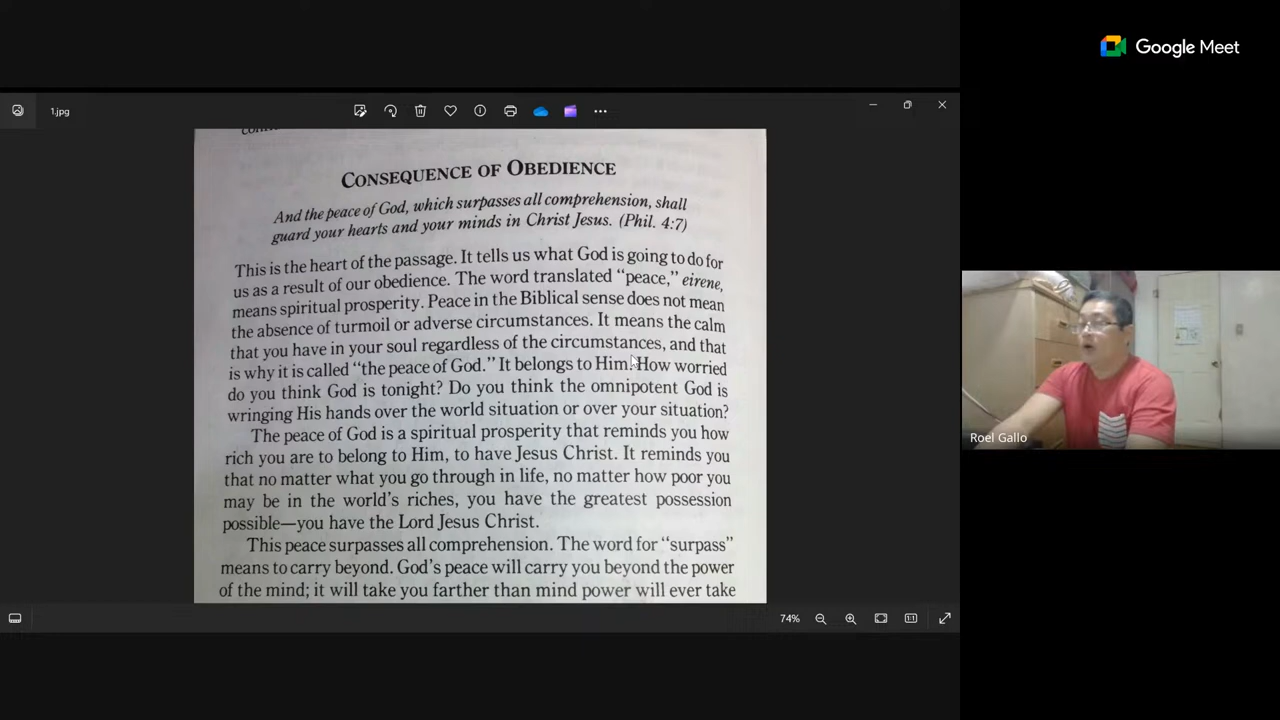 Google Meet
1.jpg
CONSEQUENCE OF OBEDIENCE
And the peace of God, which surpasses all comprehension, shall
guard your hearts and your minds in Christ Jesus. (Phil. 4:7)
This is the heart of the passage. It tells us what God is going to do for
us as a result of our obedience. The word translated “peace,” eirene,
means spiritual prosperity. Peace in the Biblical sense does not mean
the absence of turmoil or adverse circumstances. It means the calm
that you have in your soul regardless of the circumstances, and that
is why it is called “the peace of God.” It belongs to Him. How worried
do you think God is tonight? Do you think the omnipotent God is
wringing His hands over the world situation or over your situation?
The peace of God is a spiritual prosperity that reminds you how
rich you are to belong to Him, to have Jesus Christ. It reminds you
that no matter what you go through in life, no matter how poor you
may be in the world’s riches, you have the greatest possession
possible—you have the Lord Jesus Christ.
This peace surpasses all comprehension. The word for “surpass”
means to carry beyond. God’s peace will carry you beyond the power
of the mind; it will take you farther than mind power will ever take
Roel Gallo
74%
1:1